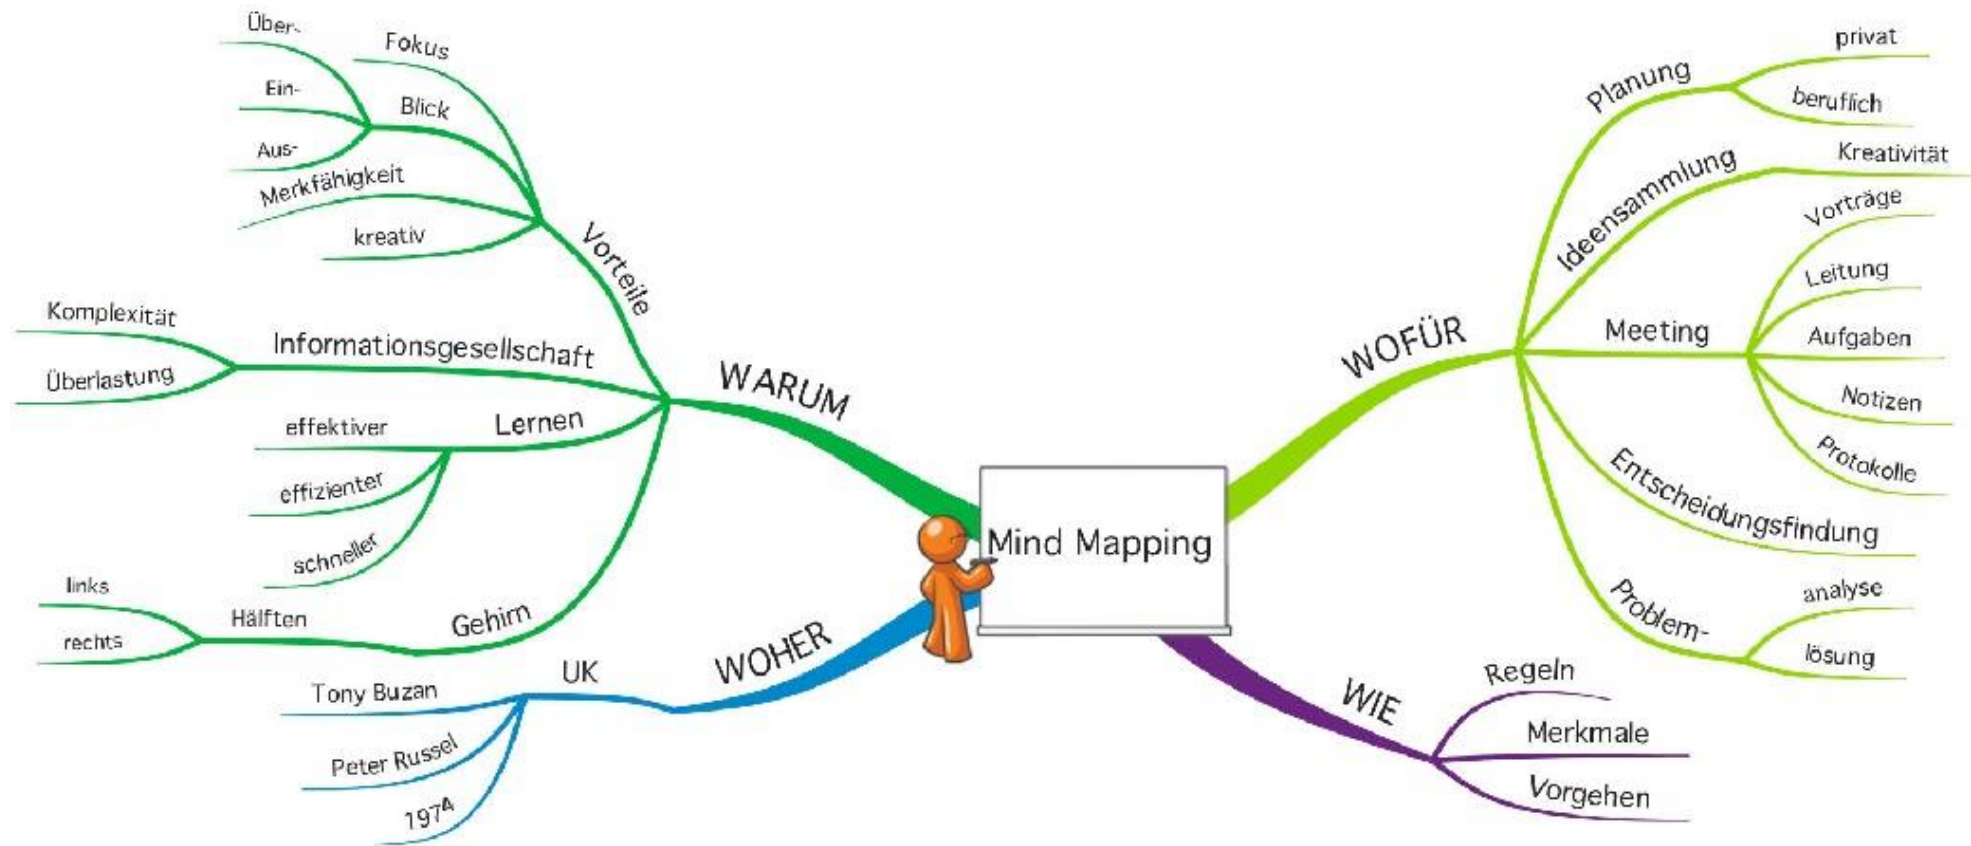 Mind Mapping
WARUM
Vorteile
Fokus
Blick
Über-
Ein-
Aus-
Merkfähigkeit
kreativ
Informationsgesellschaft
Komplexität
Überlastung
Lernen
effektiver
effizienter
schneller
Gehirn
Hälften
links
rechts
WOHER
UK
Tony Buzan
Peter Russel
1974
WOFÜR
Planung
privat
beruflich
Ideensammlung
Kreativität
Meeting
Vorträge
Leitung
Aufgaben
Notizen
Protokolle
Entscheidungsfindung
Problem-
analyse
lösung
WIE
Regeln
Merkmale
Vorgehen